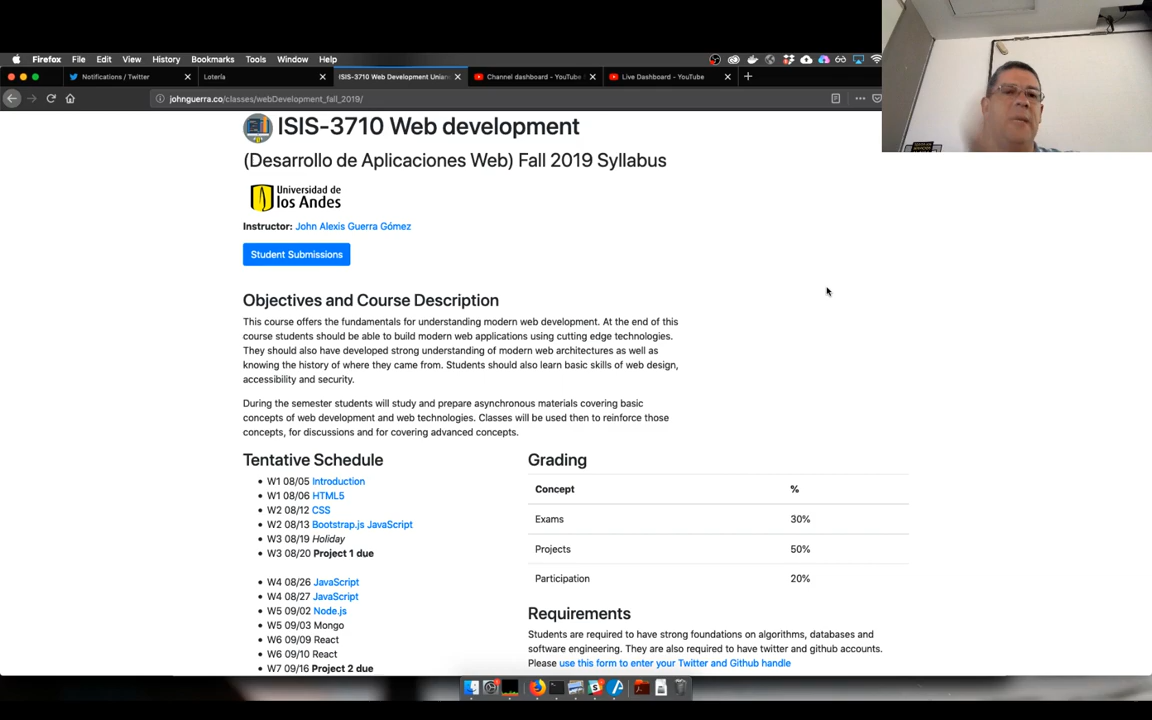 Firefox File Edit View History Bookmarks Tools Window Help
Notifications / Twitter
Lotería
ISIS-3710 Web Development Unian
Channel dashboard - YouTube
Live Dashboard - YouTube
johnguerra.co/classes/webDevelopment_fall_2019/
ISIS-3710 Web development
(Desarrollo de Aplicaciones Web) Fall 2019 Syllabus
Universidad de
los Andes
Instructor: John Alexis Guerra Gómez
Student Submissions
Objectives and Course Description
This course offers the fundamentals for understanding modern web development. At the end of this
course students should be able to build modern web applications using cutting edge technologies.
They should also have developed strong understanding of modern web architectures as well as
knowing the history of where they came from. Students should also learn basic skills of web design,
accessibility and security.
During the semester students will study and prepare asynchronous materials covering basic
concepts of web development and web technologies. Classes will be used then to reinforce those
concepts, for discussions and for covering advanced concepts.
Tentative Schedule
W1 08/05 Introduction
W1 08/06 HTML5
W2 08/12 CSS
W2 08/13 Bootstrap.js JavaScript
W3 08/19 Holiday
W3 08/20 Project 1 due
W4 08/26 JavaScript
W4 08/27 JavaScript
W5 09/02 Node.js
W5 09/03 Mongo
W6 09/09 React
W6 09/10 React
W7 09/16 Project 2 due
Grading
Concept %
Exams 30%
Projects 50%
Participation 20%
Requirements
Students are required to have strong foundations on algorithms, databases and
software engineering. They are also required to have twitter and github accounts.
Please use this form to enter your Twitter and Github handle